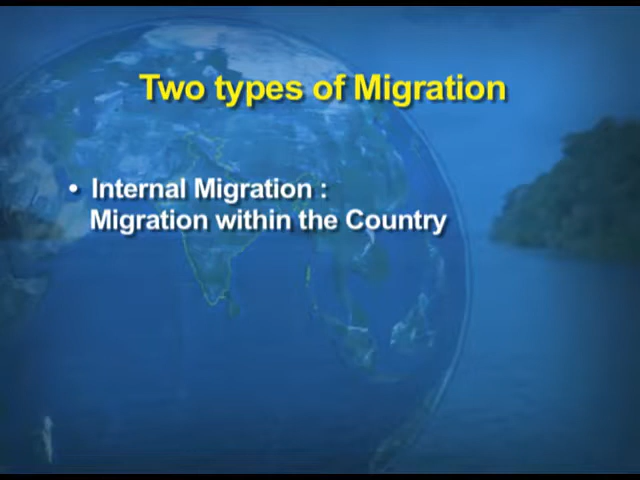 Two types of Migration
• Internal Migration :
Migration within the Country